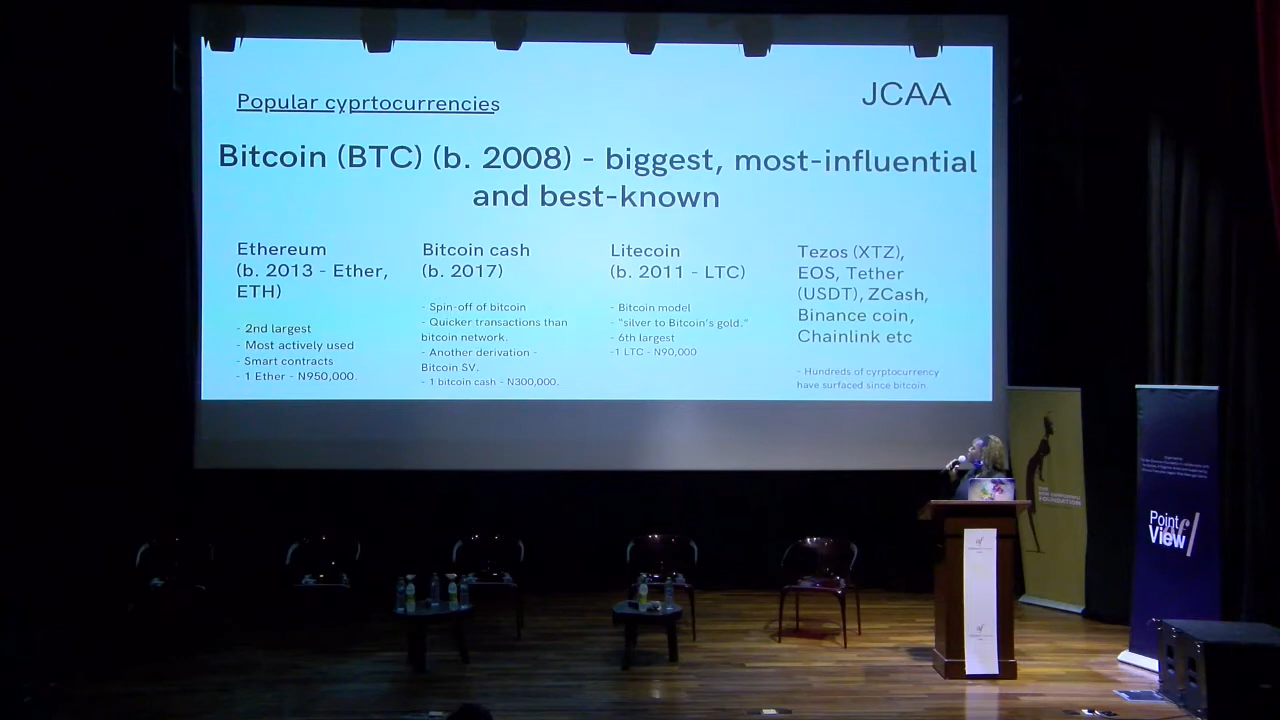 Popular cyprtocurrencies
JCAA
Bitcoin (BTC) (b. 2008) - biggest, most-influential
and best-known
Ethereum
(b. 2013 - Ether,
ETH)
- 2nd largest
- Most actively used
- Smart contracts
- 1 Ether - N950,000.
Bitcoin cash
(b. 2017)
- Spin-off of bitcoin
- Quicker transactions than
bitcoin network.
- Another derivation -
Bitcoin SV.
- 1 bitcoin cash - N300,000.
Litecoin
(b. 2011 - LTC)
- Bitcoin model
- "silver to Bitcoin's gold."
- 6th largest
-1 LTC - N90,000
Tezos (XTZ),
EOS, Tether
(USDT), ZCash,
Binance coin,
Chainlink etc
- Hundreds of cyrptocurrency
have surfaced since bitcoin
FOUNDATION
Point
of
View
af
af